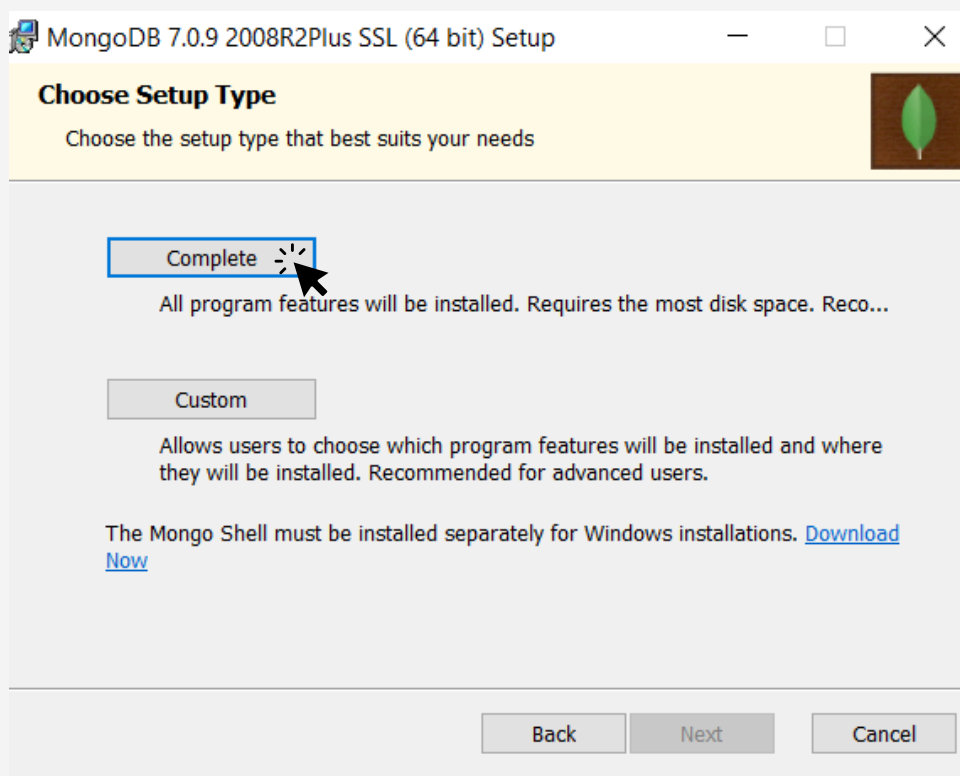 MongoDB 7.0.9 2008R2Plus SSL (64 bit) Setup
Choose Setup Type
Choose the setup type that best suits your needs
Complete
All program features will be installed. Requires the most disk space. Reco...
Custom
Allows users to choose which program features will be installed and where
they will be installed. Recommended for advanced users.
The Mongo Shell must be installed separately for Windows installations. Download
Now
Back Next Cancel